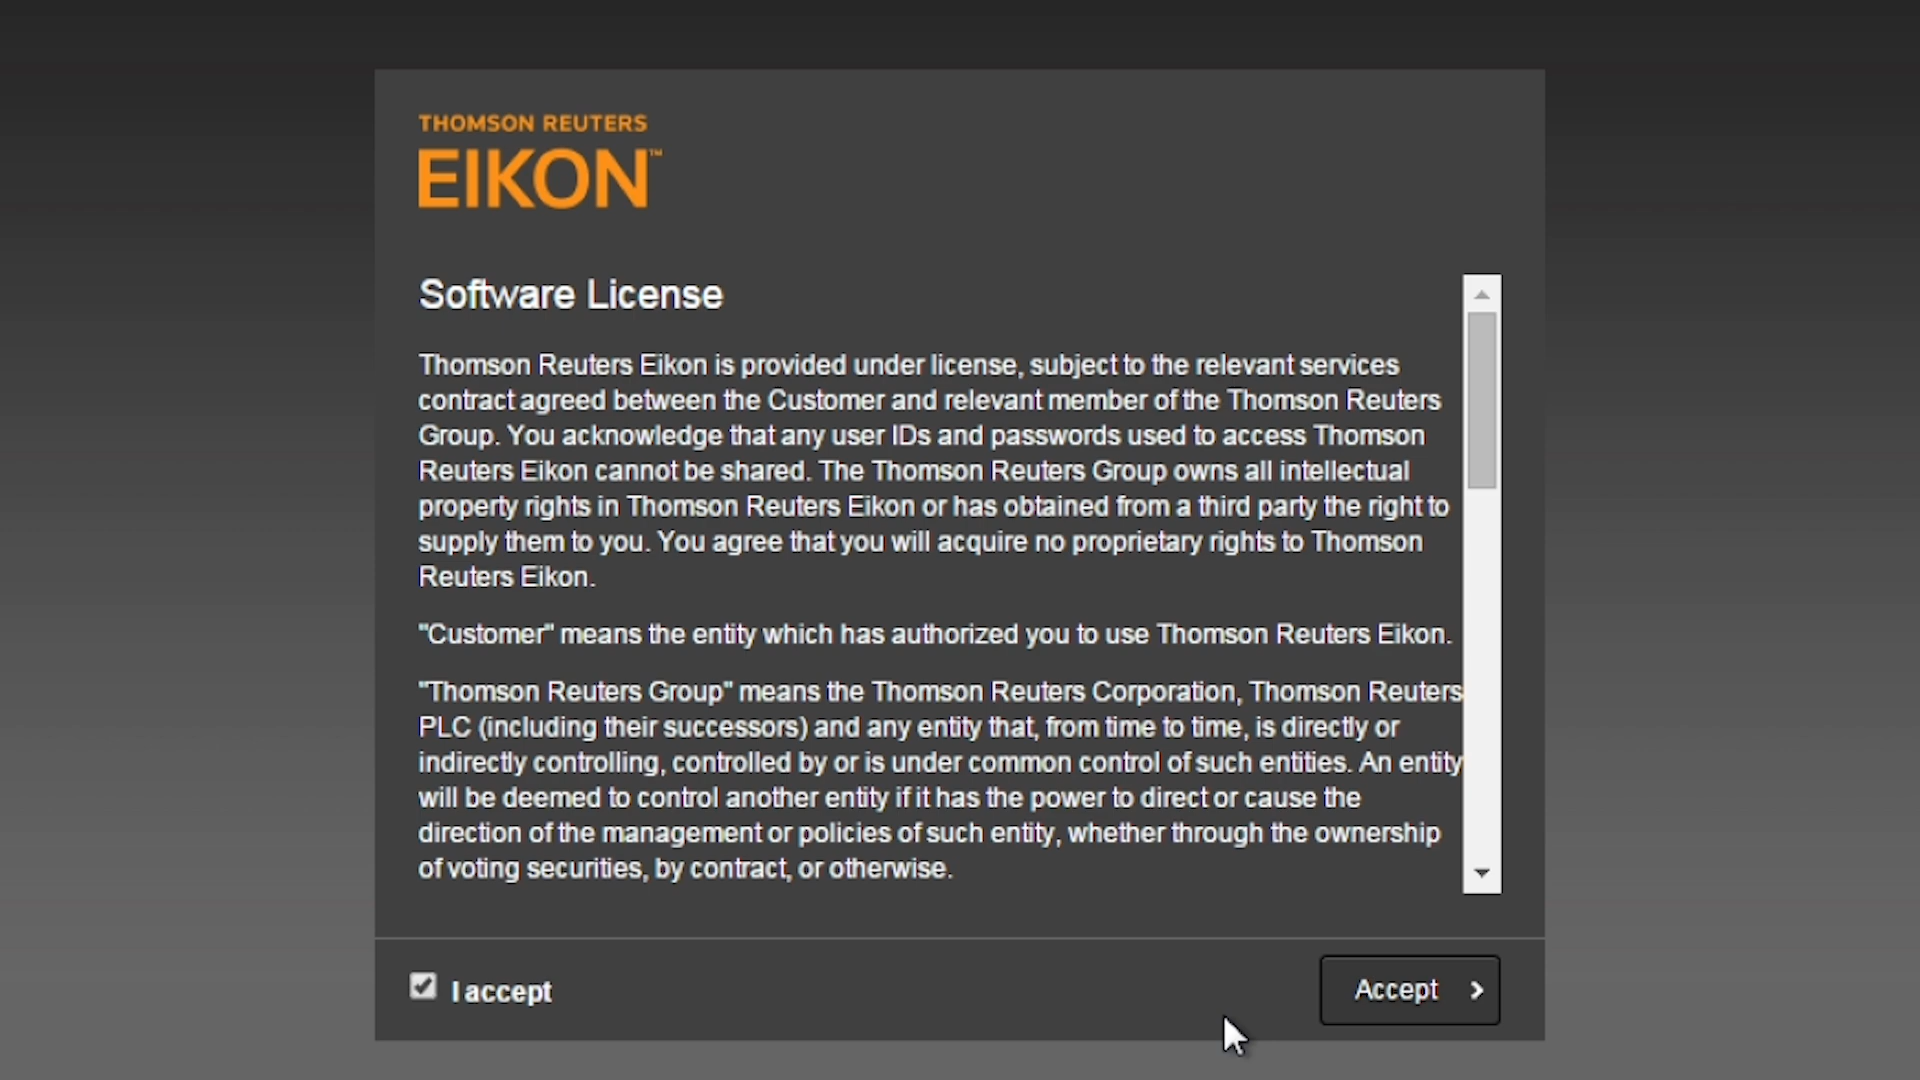 THOMSON REUTERS
EIKON™
Software License
Thomson Reuters Eikon is provided under license, subject to the relevant services
contract agreed between the Customer and relevant member of the Thomson Reuters
Group. You acknowledge that any user IDs and passwords used to access Thomson
Reuters Eikon cannot be shared. The Thomson Reuters Group owns all intellectual
property rights in Thomson Reuters Eikon or has obtained from a third party the right to
supply them to you. You agree that you will acquire no proprietary rights to Thomson
Reuters Eikon.
"Customer" means the entity which has authorized you to use Thomson Reuters Eikon.
"Thomson Reuters Group" means the Thomson Reuters Corporation, Thomson Reuters
PLC (including their successors) and any entity that, from time to time, is directly or
indirectly controlling, controlled by or is under common control of such entities. An entity
will be deemed to control another entity if it has the power to direct or cause the
direction of the management or policies of such entity, whether through the ownership
of voting securities, by contract, or otherwise.
I accept
Accept